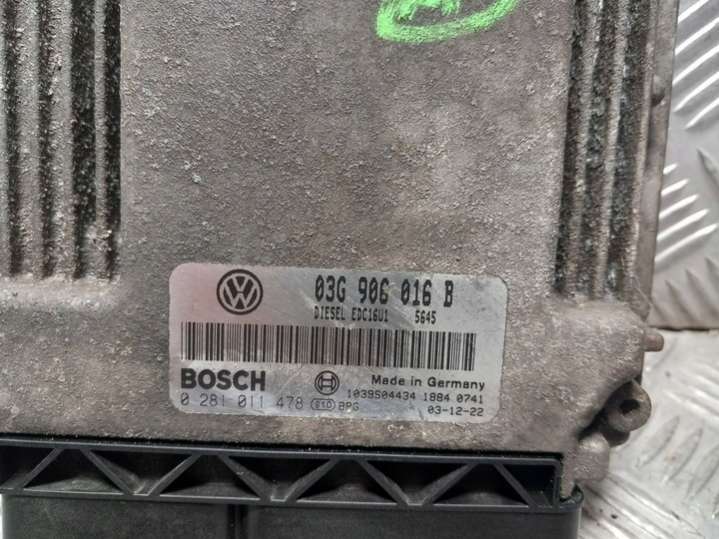 03G 906 016 B
DIESEL EDC16U1 5645
BOSCH
Made in Germany
1039S04434 1884 0741
0 281 011 478 BPG 03-12-22